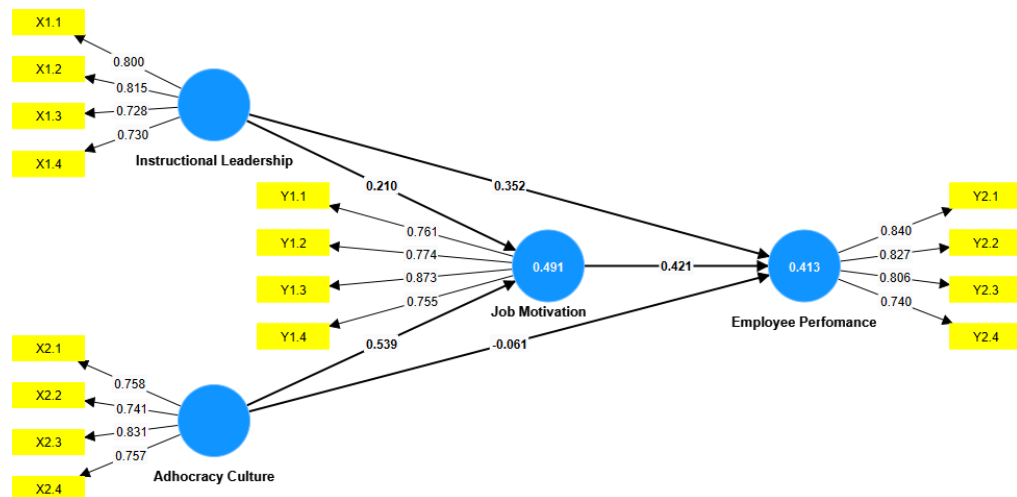 X1.1
0.800
X1.2
0.815
X1.3
0.728
X1.4
0.730
Instructional Leadership
0.210
0.352
Y1.1
0.761
Y1.2
0.774
Y1.3
0.873
Y1.4
0.755
0.491
Job Motivation
0.421
0.413
Employee Perfomance
Y2.1
0.840
Y2.2
0.827
Y2.3
0.806
Y2.4
0.740
0.539
-0.061
X2.1
0.758
X2.2
0.741
X2.3
0.831
X2.4
0.757
Adhocracy Culture